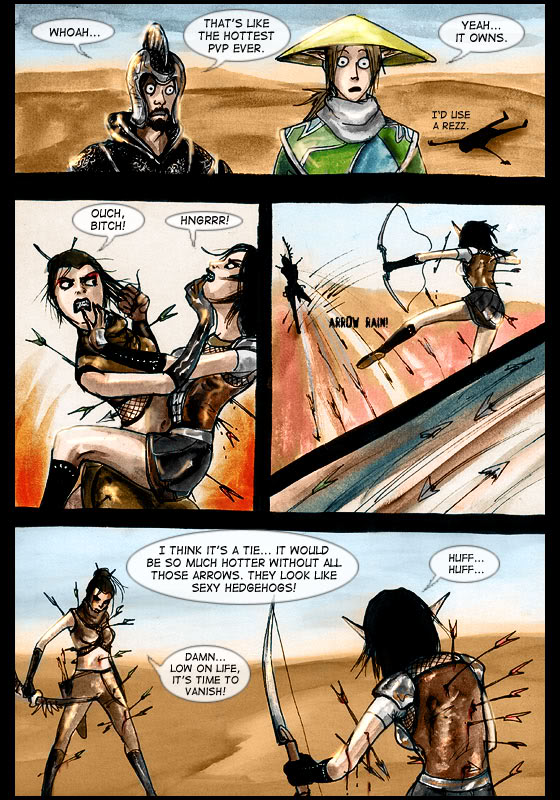 WHOAH...
THAT'S LIKE
THE HOTTEST
PVP EVER.
YEAH...
IT OWNS.
I'D USE
A REZZ.
OUCH,
BITCH!
HNGRRR!
ARROW RAIN!
I THINK IT'S A TIE... IT WOULD
BE SO MUCH HOTTER WITHOUT ALL
THOSE ARROWS. THEY LOOK LIKE
SEXY HEDGEHOGS!
HUFF...
HUFF...
DAMN...
LOW ON LIFE,
IT'S TIME TO
VANISH!